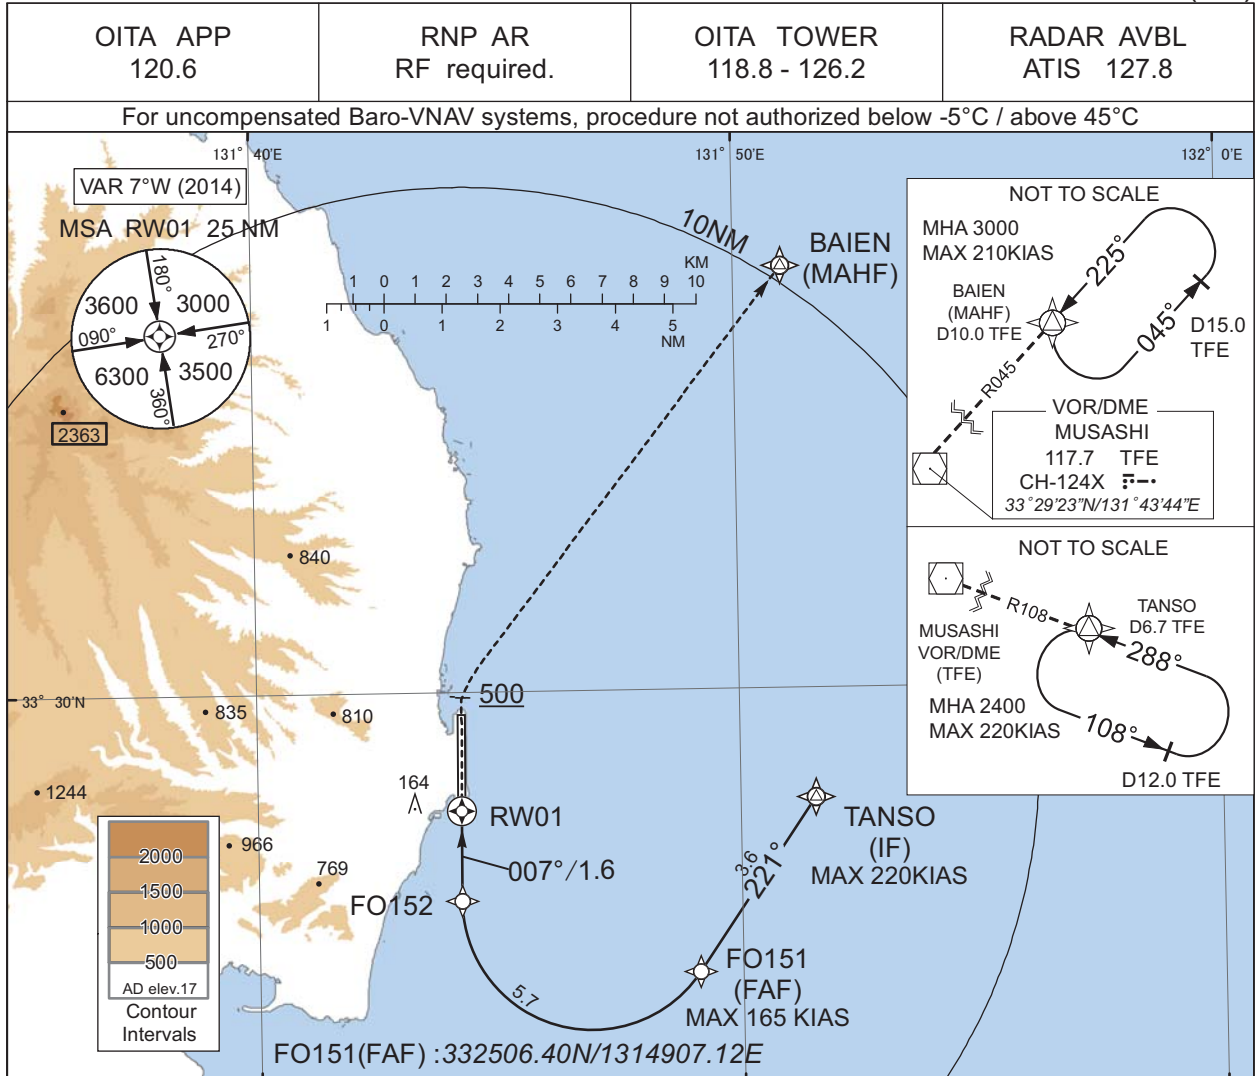 OITA APP
120.6
RNP AR
RF required.
OITA TOWER
118.8 - 126.2
RADAR AVBL
ATIS 127.8
For uncompensated Baro-VNAV systems, procedure not authorized below -5°C / above 45°C
131° 40'E
131° 50'E
132° 0'E
VAR 7°W (2014)
MSA RW01 25 NM
180°
3600
3000
090°
270°
6300
3500
360°
2363
10NM
BAIEN
(MAHF)
KM
1 0 1 2 3 4 5 6 7 8 9 10
1 0 1 2 3 4 5
NM
NOT TO SCALE
MHA 3000
MAX 210KIAS
225°
BAIEN
(MAHF)
D10.0 TFE
045°
D15.0
TFE
R045
VOR/DME
MUSASHI
117.7 TFE
CH-124X
33°29'23"N/131°43'44"E
NOT TO SCALE
R108
TANSO
D6.7 TFE
MUSASHI
VOR/DME
(TFE)
288°
MHA 2400
MAX 220KIAS
108°
D12.0 TFE
840
33° 30'N
835
810
500
1244
164
RW01
TANSO
(IF)
MAX 220KIAS
966
769
007°/1.6
3.6
221°
FO152
FO151
(FAF)
MAX 165 KIAS
5.7
2000
1500
1000
500
AD elev.17
Contour
Intervals
FO151(FAF) :332506.40N/1314907.12E